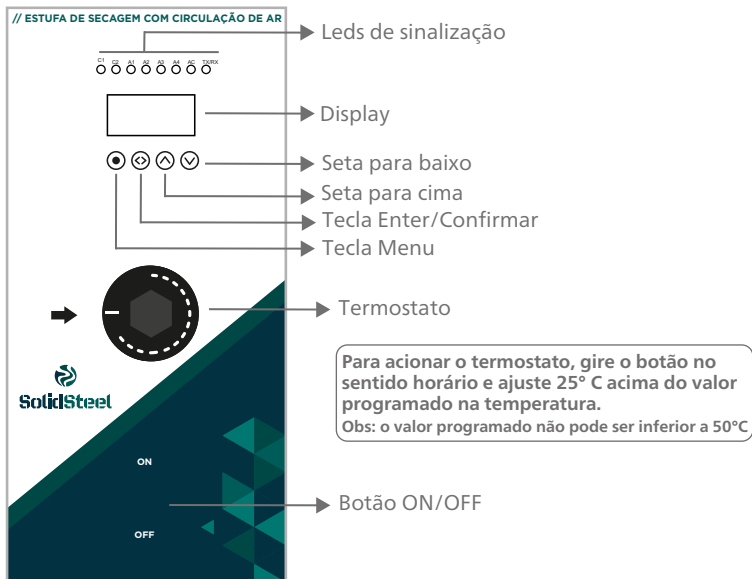 // ESTUFA DE SECAGEM COM CIRCULAÇÃO DE AR
Leds de sinalização
C1 C2 A1 A2 A3 A4 AC TX/RX
Display
Seta para baixo
Seta para cima
Tecla Enter/Confirmar
Tecla Menu
Termostato
Para acionar o termostato, gire o botão no
sentido horário e ajuste 25° C acima do valor
programado na temperatura.
Obs: o valor programado não pode ser inferior a 50°C
SolidSteel
ON
Botão ON/OFF
OFF